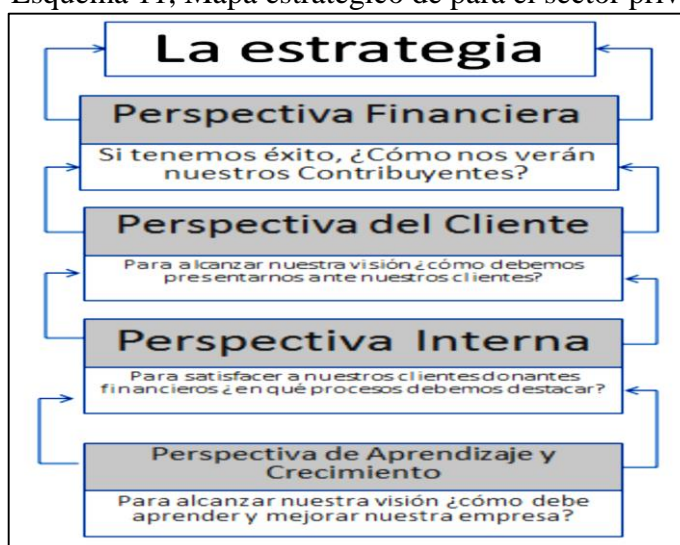 Esquema 11, Mapa estratégico de para el sector priv
La estrategia
Perspectiva Financiera
Si tenemos éxito, ¿Cómo nos verán
nuestros Contribuyentes?
Perspectiva del Cliente
Para alcanzar nuestra visión ¿cómo debemos
presentarnos ante nuestros clientes?
Perspectiva Interna
Para satisfacer a nuestros clientes donantes
financieros ¿en qué procesos debemos destacar?
Perspectiva de Aprendizaje y
Crecimiento
Para alcanzar nuestra visión ¿cómo debe
aprender y mejorar nuestra empresa?